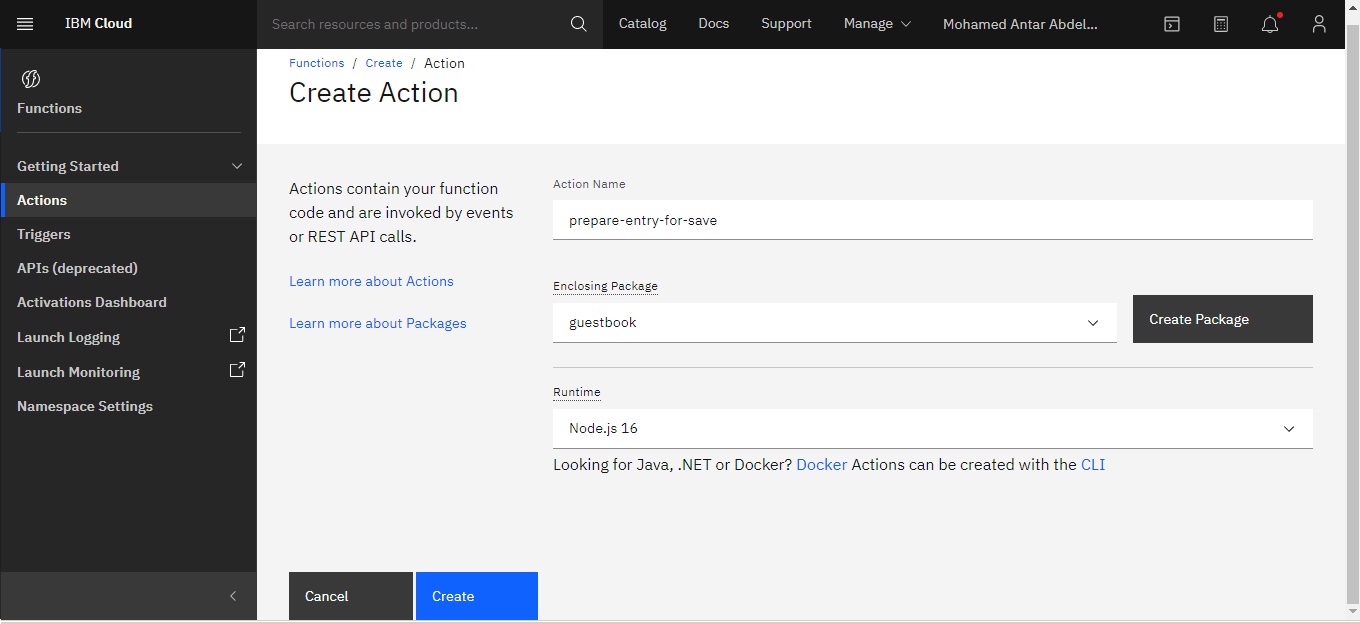 IBM Cloud
Search resources and products...
Catalog
Docs
Support
Manage
Mohamed Antar Abdel...
Functions
Getting Started
Actions
Triggers
APIs (deprecated)
Activations Dashboard
Launch Logging
Launch Monitoring
Namespace Settings
Functions / Create / Action
Create Action
Actions contain your function
code and are invoked by events
or REST API calls.
Learn more about Actions
Learn more about Packages
Action Name
prepare-entry-for-save
Enclosing Package
guestbook
Create Package
Runtime
Node.js 16
Looking for Java, .NET or Docker? Docker Actions can be created with the CLI
Cancel
Create